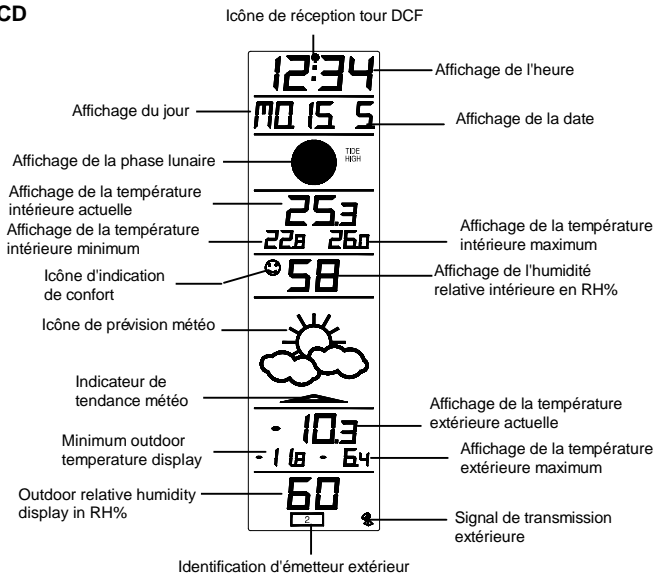 CD
Icône de réception tour DCF
12:34
Affichage de l'heure
Affichage du jour
MO 15 5
Affichage de la date
Affichage de la phase lunaire
TIDE
HIGH
Affichage de la température
intérieure actuelle
25.3
Affichage de la température
intérieure minimum
22.8 26.0
Affichage de la température
intérieure maximum
Icône d'indication
de confort
58
Affichage de l'humidité
relative intérieure en RH%
Icône de prévision météo
Indicateur de
tendance météo
-10.3
Affichage de la température
extérieure actuelle
Minimum outdoor
temperature display
-11.8 -6.4
Affichage de la température
extérieure maximum
Outdoor relative humidity
display in RH%
60
2
Signal de transmission
extérieure
Identification d'émetteur extérieur